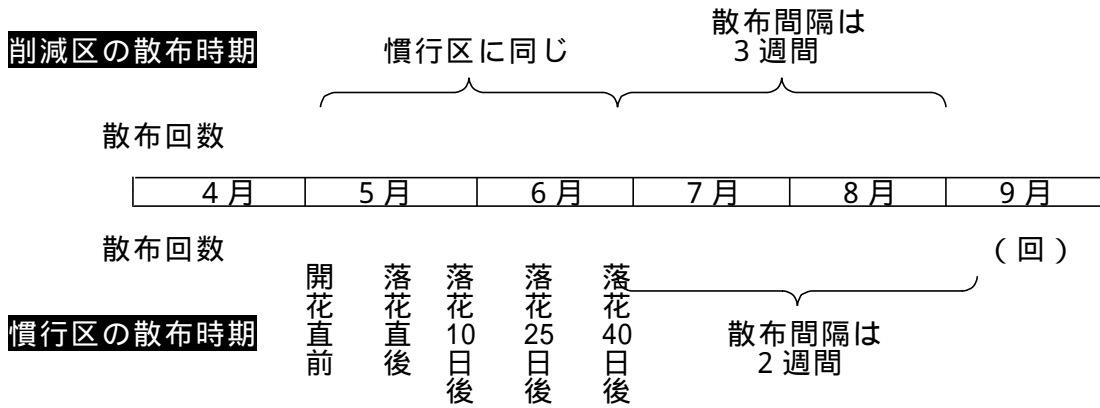 散布間隔は
削減区の散布時期
慣行区に同じ
3週間
散布回数
4月 5月 6月 7月 8月 9月
散布回数
(回)
開花直前
落花直後
落花10日後
落花25日後
落花40日後
慣行区の散布時期
散布間隔は
2週間